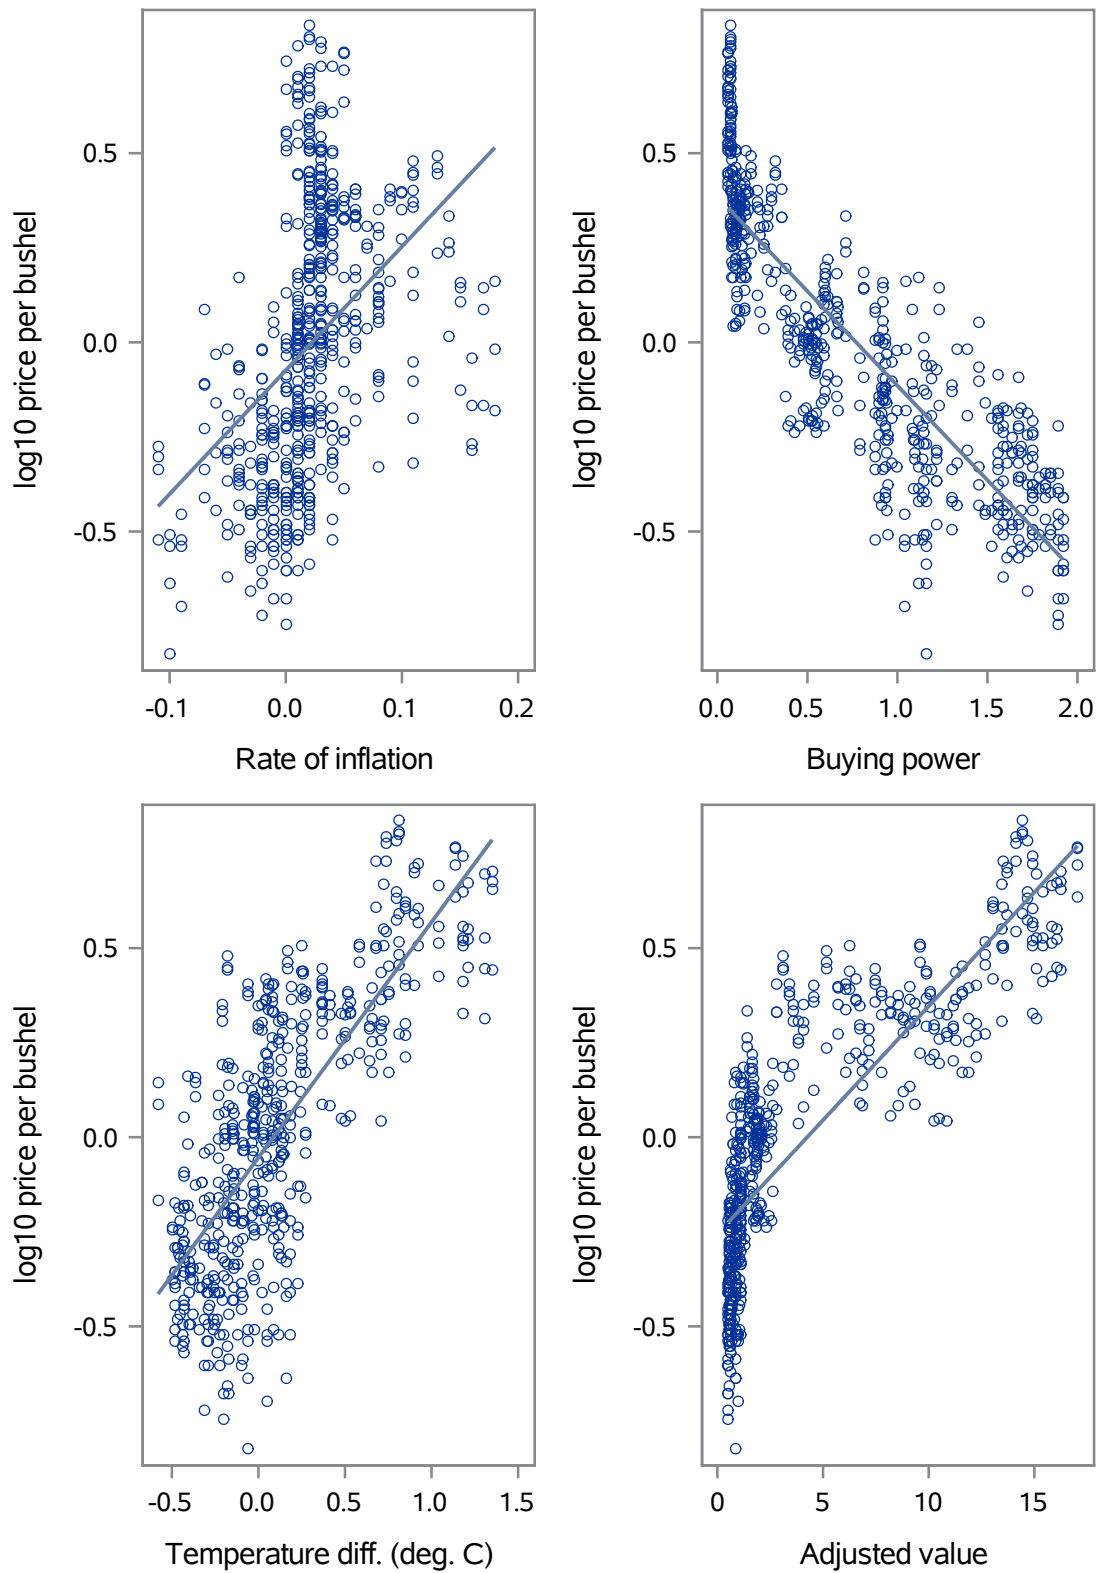 0.5
0.0
-0.5
log10 price per bushel
-0.1 0.0 0.1 0.2
Rate of inflation
0.5
0.0
-0.5
log10 price per bushel
0.0 0.5 1.0 1.5 2.0
Buying power
0.5
0.0
-0.5
log10 price per bushel
-0.5 0.0 0.5 1.0 1.5
Temperature diff. (deg. C)
0.5
0.0
-0.5
log10 price per bushel
0 5 10 15
Adjusted value